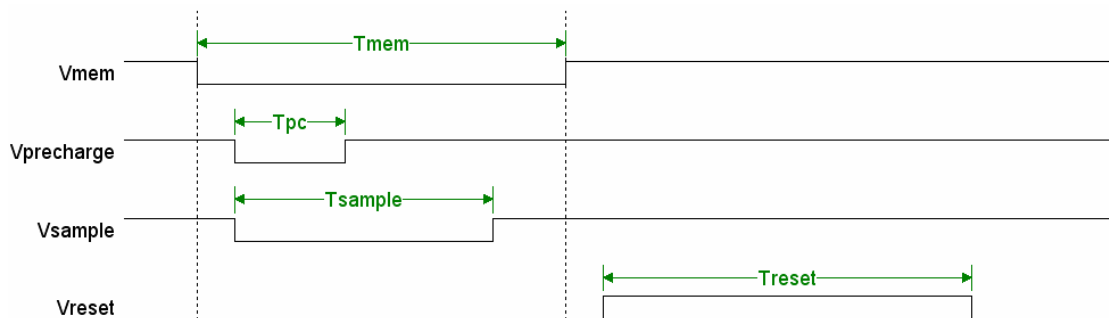 Tmem
Vmem
Tpc
Vprecharge
Tsample
Vsample
Treset
Vreset